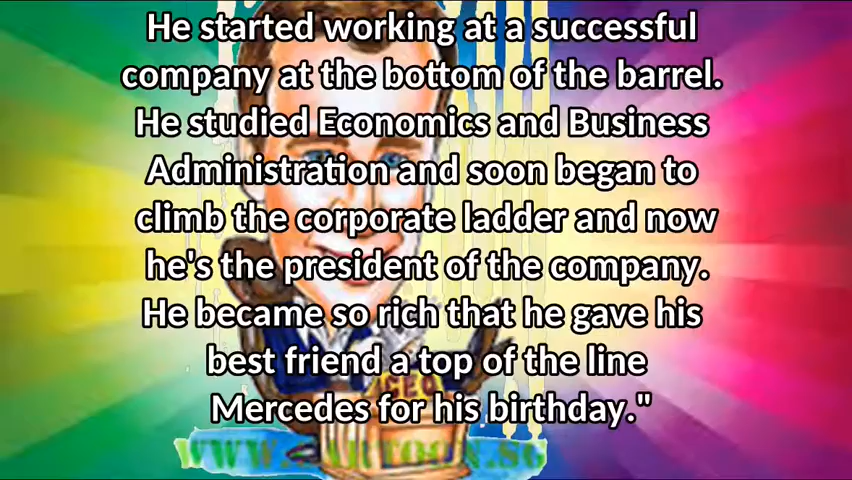 He started working at a successful
company at the bottom of the barrel.
He studied Economics and Business
Administration and soon began to
climb the corporate ladder and now
he's the president of the company.
He became so rich that he gave his
best friend a top of the line
CEO
Mercedes for his birthday."
WWW.CARTOON.SG